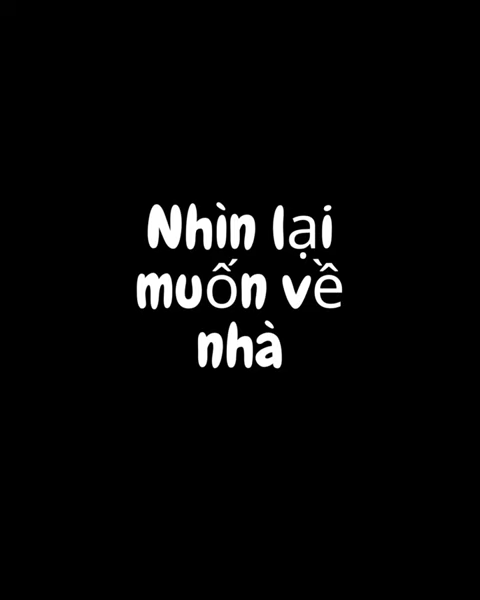 Nhìn lại
muốn về
nhà